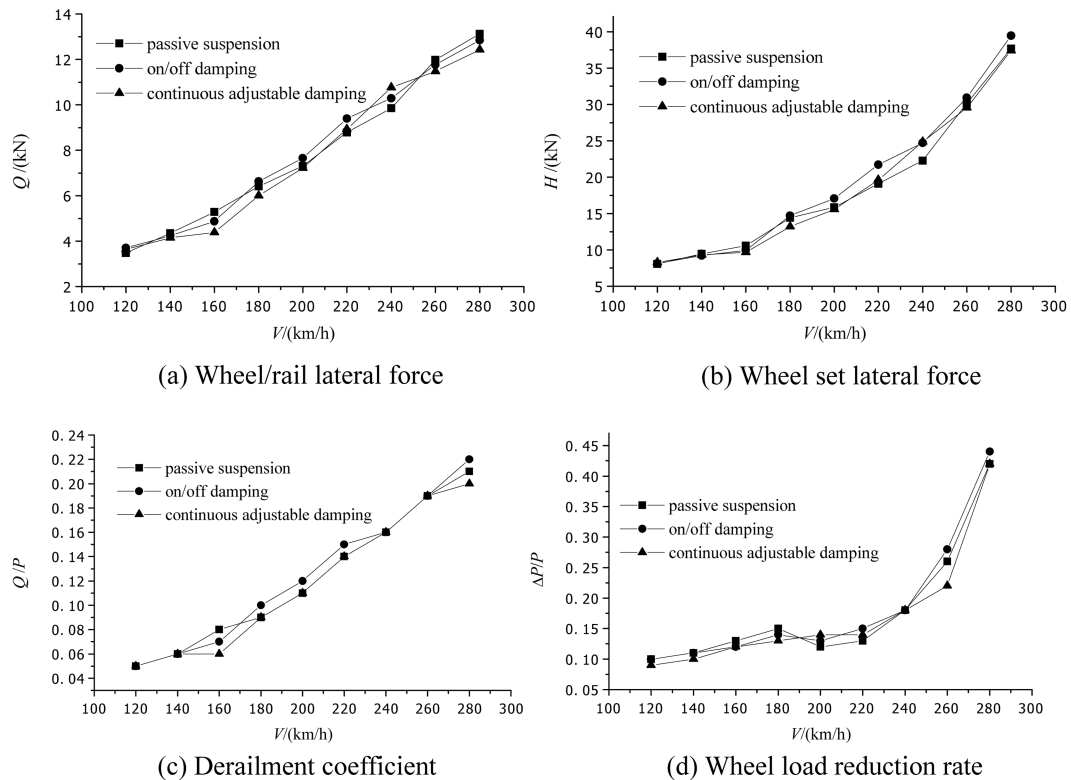 14
12
10
8
6
4
2
Q /(kN)
passive suspension
on/off damping
continuous adjustable damping
100 120 140 160 180 200 220 240 260 280 300
V/(km/h)
(a) Wheel/rail lateral force
40
35
30
25
20
15
10
5
H /(kN)
passive suspension
on/off damping
continuous adjustable damping
100 120 140 160 180 200 220 240 260 280 300
V/(km/h)
(b) Wheel set lateral force
0.24
0.22
0.20
0.18
0.16
0.14
0.12
0.10
0.08
0.06
0.04
Q /P
passive suspension
on/off damping
continuous adjustable damping
100 120 140 160 180 200 220 240 260 280 300
V/(km/h)
(c) Derailment coefficient
0.45
0.40
0.35
0.30
0.25
0.20
0.15
0.10
0.05
ΔP/P
passive suspension
on/off damping
continuous adjustable damping
100 120 140 160 180 200 220 240 260 280 300
V/(km/h)
(d) Wheel load reduction rate